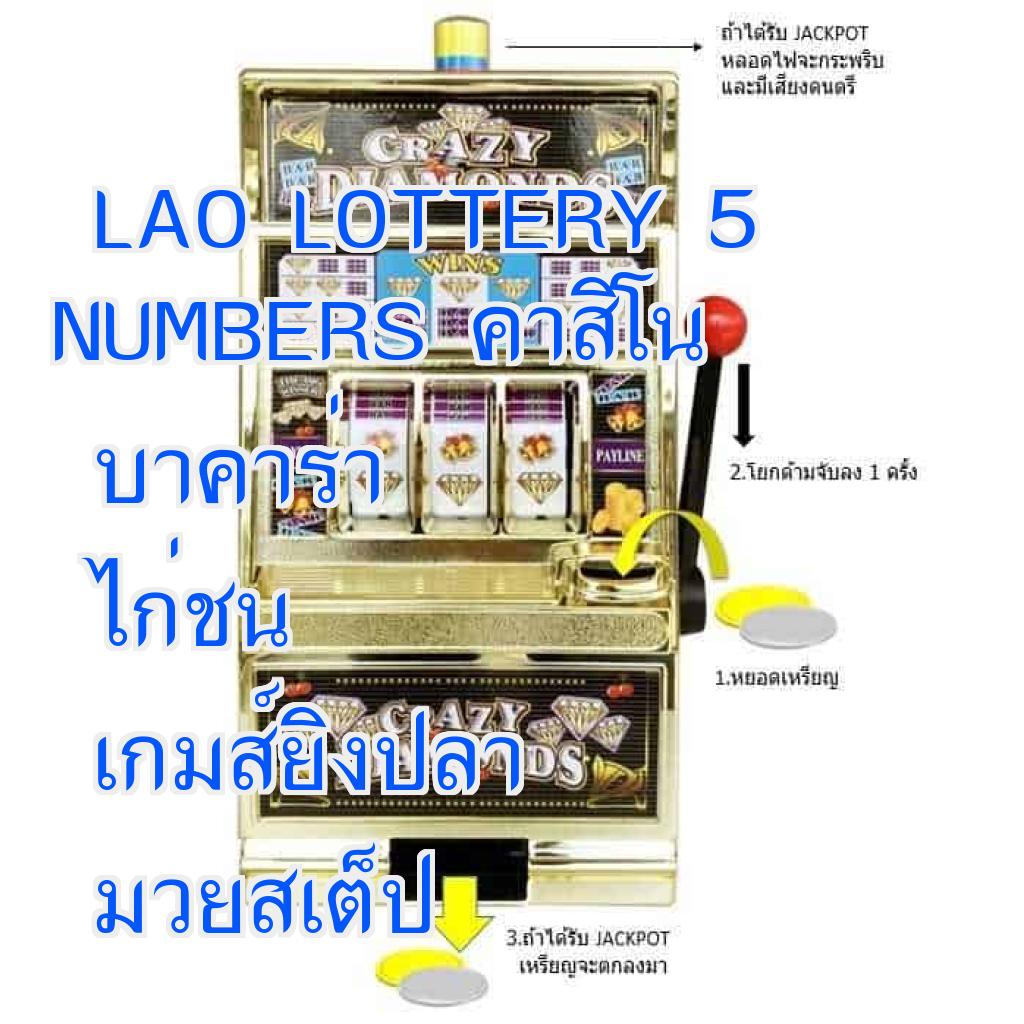 ถ้าได้รับ JACKPOT
หลอดไฟจะกระพริบ
และมีเสียงดนตรี
CRAZY
DIAMONDS
LAO LOTTERY 5
WINS
NUMBERS คาสิโน
บาคาร่า
PAYLINE
2.โยกด้ามจับลง 1 ครั้ง
ไก่ชน
1.หยอดเหรียญ
CRAZY
DIAMONDS
เกมส์ยิงปลา
มวยสเต็ป
3.ถ้าได้รับ JACKPOT
เหรียญจะตกลงมา